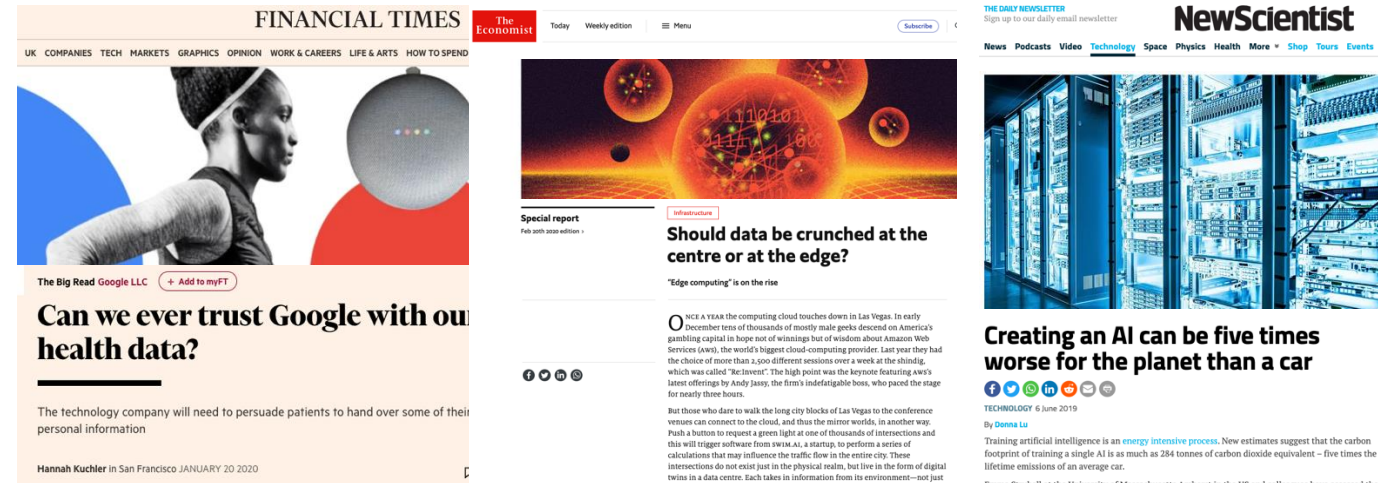 FINANCIAL TIMES
UK COMPANIES TECH MARKETS GRAPHICS OPINION WORK & CAREERS LIFE & ARTS HOW TO SPEND
The Big Read Google LLC + Add to myFT
Can we ever trust Google with our
health data?
The technology company will need to persuade patients to hand over some of their
personal information
Hannah Kuchler in San Francisco JANUARY 20 2020
The
Economist
Today Weekly edition Menu Subscribe
1101010
100
Special report
Feb 20th 2020 edition ›
Infrastructure
Should data be crunched at the
centre or at the edge?
"Edge computing" is on the rise
ONCE A YEAR the computing cloud touches down in Las Vegas. In early
December tens of thousands of mostly male geeks descend on America's
gambling capital in hope not of winnings but of wisdom about Amazon Web
Services (AWS), the world's biggest cloud-computing provider. Last year they had
the choice of more than 2,500 different sessions over a week at the shindig,
which was called "Re:Invent". The high point was the keynote featuring AWS's
latest offerings by Andy Jassy, the firm's indefatigable boss, who paced the stage
for nearly three hours.
But those who dare to walk the long city blocks of Las Vegas to the conference
venues can connect to the cloud, and thus the mirror worlds, in another way.
Push a button to request a green light at one of thousands of intersections and
this will trigger software from SWIM.AI, a startup, to perform a series of
calculations that may influence the traffic flow in the entire city. These
intersections do not exist just in the physical realm, but live in the form of digital
twins in a data centre. Each takes in information from its environment—not just
THE DAILY NEWSLETTER
Sign up to our daily email newsletter
NewScientist
News Podcasts Video Technology Space Physics Health More Shop Tours Events
Creating an AI can be five times
worse for the planet than a car
TECHNOLOGY 6 June 2019
By Donna Lu
Training artificial intelligence is an energy intensive process. New estimates suggest that the carbon
footprint of training a single AI is as much as 284 tonnes of carbon dioxide equivalent – five times the
lifetime emissions of an average car.